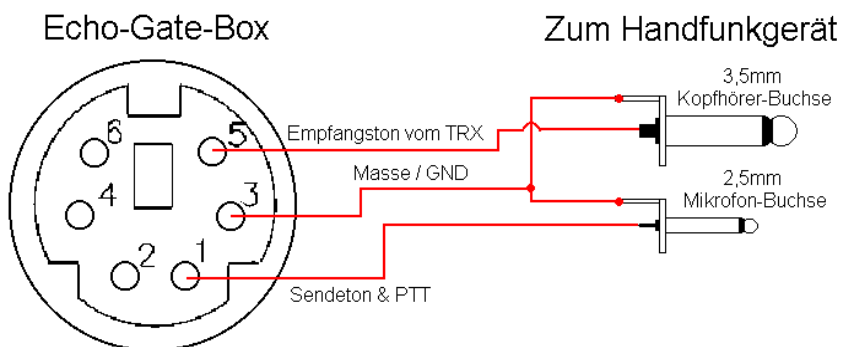 Echo-Gate-Box
Zum Handfunkgerät
3,5mm
Kopfhörer-Buchse
6
5
Empfangston vom TRX
Masse / GND
4
3
2,5mm
Mikrofon-Buchse
2
1
Sendeton & PTT